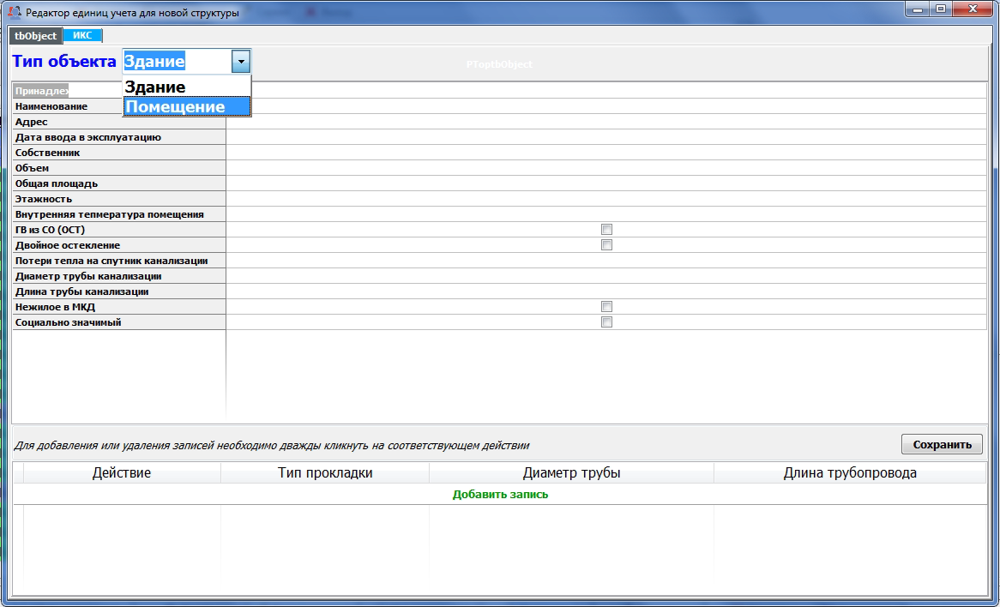 Редактор единиц учета для новой структуры
tbObject ИКС
Тип объекта Здание
PToptbObject
Здание
Помещение
Принадлеж
Наименование
Адрес
Дата ввода в эксплуатацию
Собственник
Объем
Общая площадь
Этажность
Внутренняя тепмература помещения
ГВ из СО (ОСТ)
Двойное остекление
Потери тепла на спутник канализации
Диаметр трубы канализации
Длина трубы канализации
Нежилое в МКД
Социально значимый
Для добавления или удаления записей необходимо дважды кликнуть на соответствующем действии
Сохранить
Действие Тип прокладки Диаметр трубы Длина трубопровода
Добавить запись